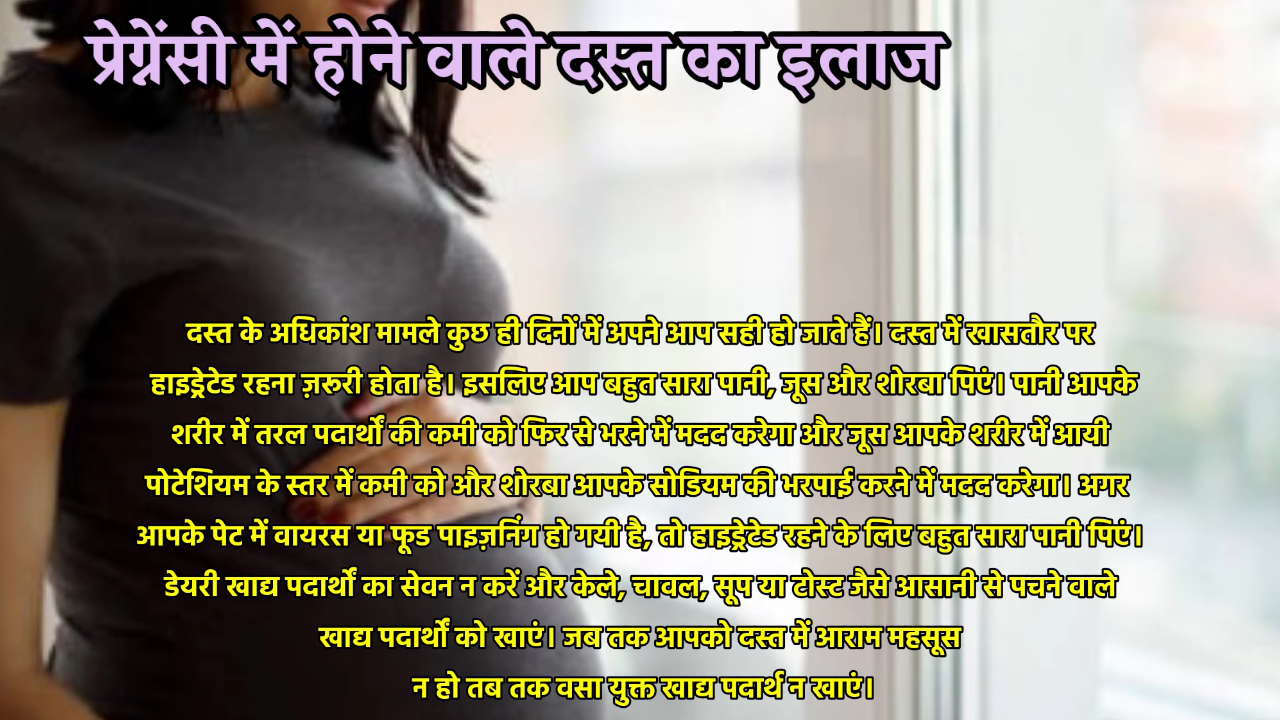 प्रेग्नेंसी में होने वाले दस्त का इलाज
दस्त के अधिकांश मामले कुछ ही दिनों में अपने आप सही हो जाते हैं। दस्त में खासतौर पर
हाइड्रेटेड रहना ज़रूरी होता है। इसलिए आप बहुत सारा पानी, जूस और शोरबा पिएं। पानी आपके
शरीर में तरल पदार्थों की कमी को फिर से भरने में मदद करेगा और जूस आपके शरीर में आयी
पोटेशियम के स्तर में कमी को और शोरबा आपके सोडियम की भरपाई करने में मदद करेगा। अगर
आपके पेट में वायरस या फूड पाइज़निंग हो गयी है, तो हाइड्रेटेड रहने के लिए बहुत सारा पानी पिएं।
डेयरी खाद्य पदार्थों का सेवन न करें और केले, चावल, सूप या टोस्ट जैसे आसानी से पचने वाले
खाद्य पदार्थों को खाएं। जब तक आपको दस्त में आराम महसूस
न हो तब तक वसा युक्त खाद्य पदार्थ न खाएं।